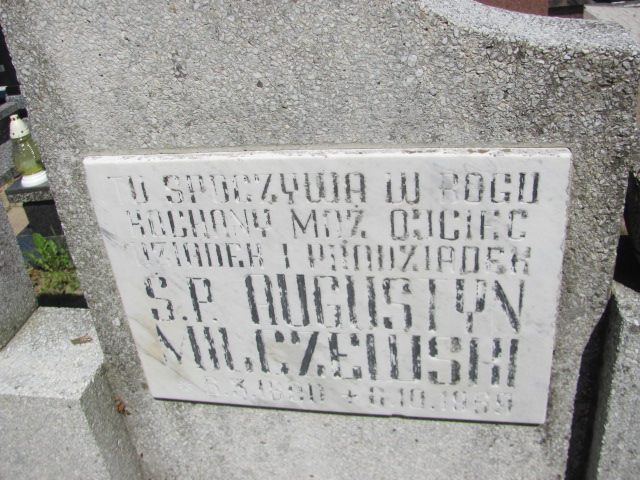 TU SPOCZYWA W BOGU
KOCHANY MĄŻ OJCIEC
DZIADEK I PRADZIADEK
Ś.P. AUGUSTYN
MILCZEWSKI